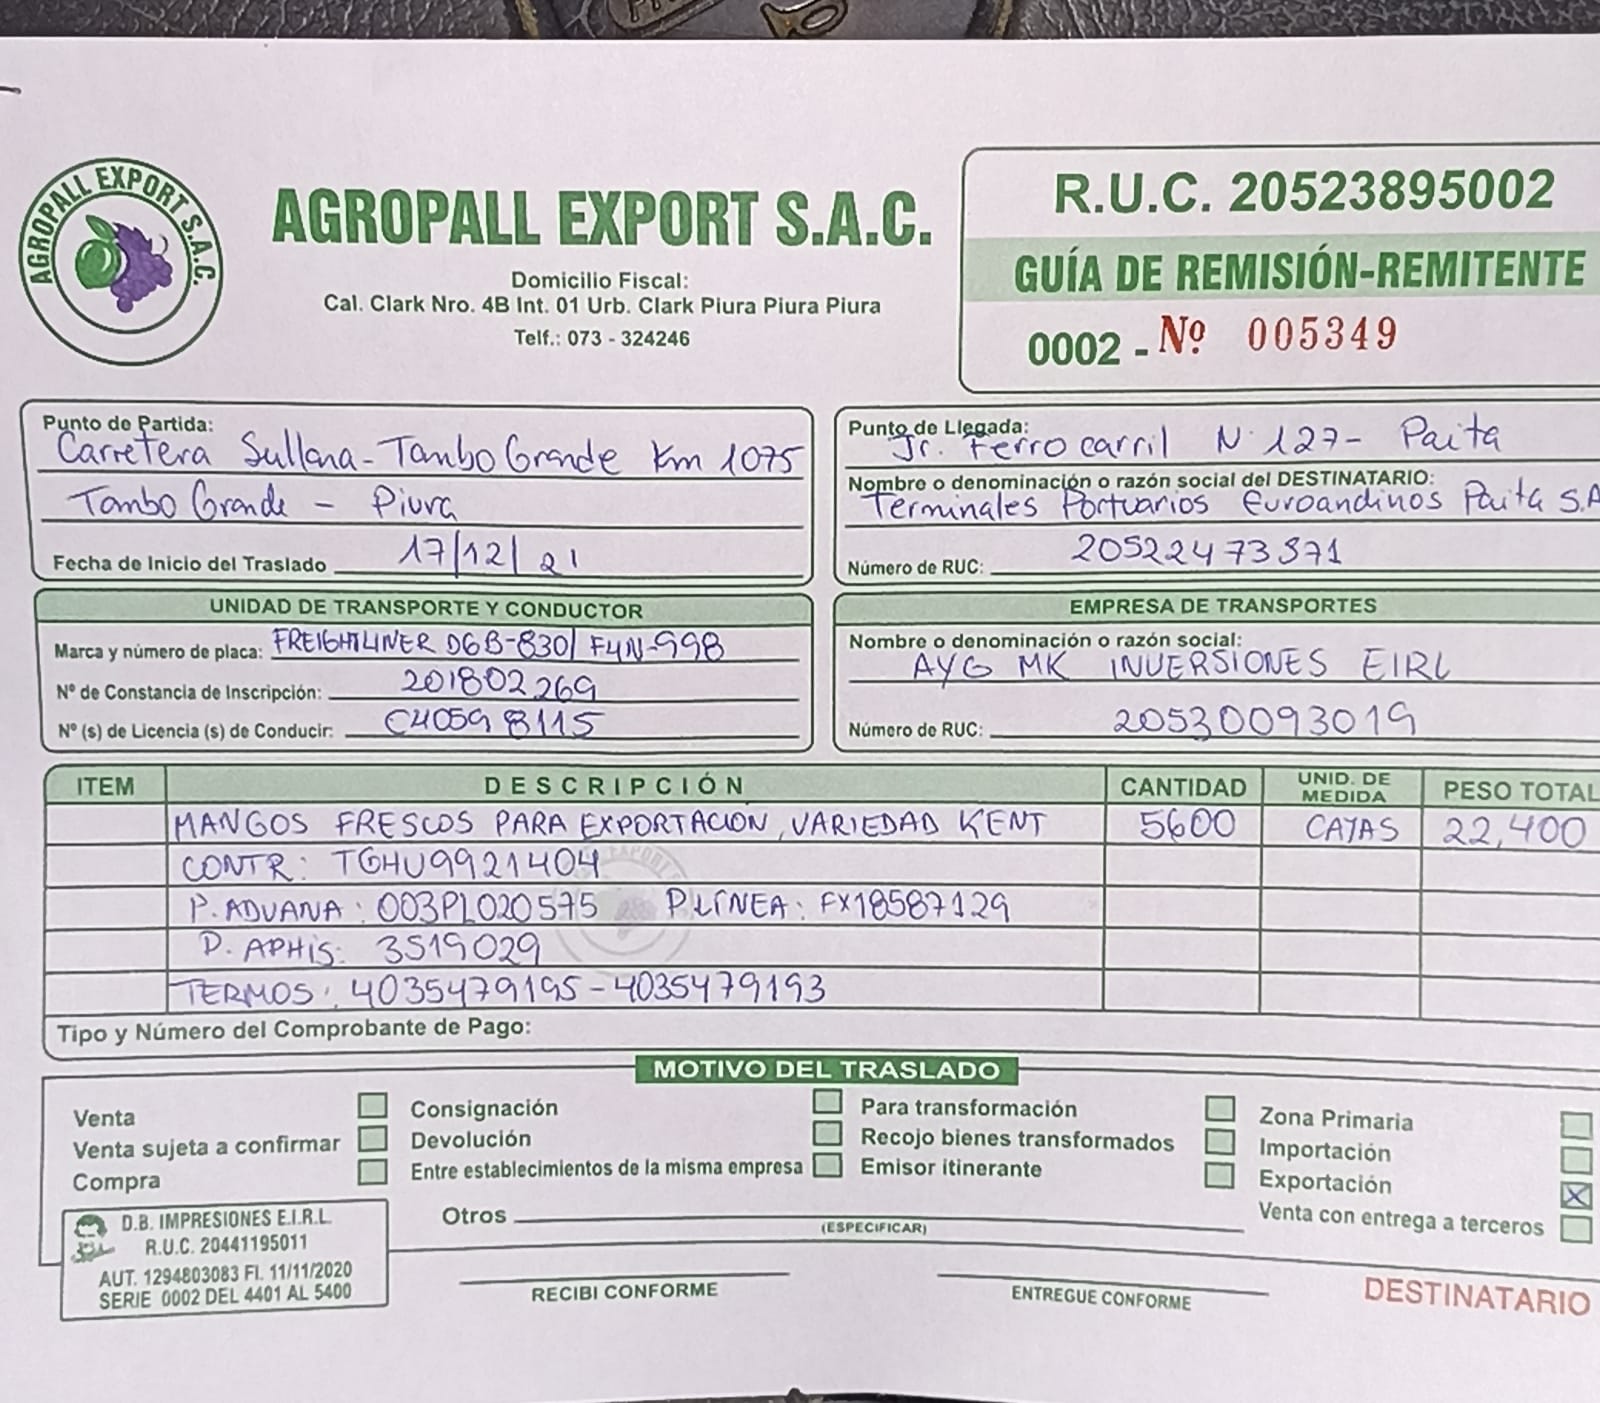 AGROPALL EXPORT S.A.C.
AGROPALL EXPORT S.A.C.
Domicilio Fiscal:
Cal. Clark Nro. 4B Int. 01 Urb. Clark Piura Piura Piura
Telf.: 073 - 324246
R.U.C. 20523895002
GUÍA DE REMISIÓN-REMITENTE
0002 - Nº 005349
Punto de Partida:
Carretera Sullana - TamboGrande Km 1075
TamboGrande - Piura
Fecha de Inicio del Traslado 17/12/21
Punto de Llegada:
Jr. Ferrocarril N° 127 - Paita
Nombre o denominación o razón social del DESTINATARIO:
Terminales Portuarios Euroandinos Paita S.A
Número de RUC: 20522473571
UNIDAD DE TRANSPORTE Y CONDUCTOR
Marca y número de placa: FREIGHTLINER D6B-830/ F4N-998
Nº de Constancia de Inscripción: 201802269
Nº (s) de Licencia (s) de Conducir: C40598115
EMPRESA DE TRANSPORTES
Nombre o denominación o razón social:
AYG MK INVERSIONES EIRL
Número de RUC: 20530093019
ITEM DESCRIPCIÓN CANTIDAD UNID. DE MEDIDA PESO TOTAL
MANGOS FRESCOS PARA EXPORTACION, VARIEDAD KENT 5600 CAJAS 22,400
CONTR: TGHU9921404
P. ADUANA: 003PL020575 P. LÍNEA: FX18587129
P. APHIS: 3519029
TERMOS: 4035479195 - 4035479193
Tipo y Número del Comprobante de Pago:
MOTIVO DEL TRASLADO
Venta
Venta sujeta a confirmar
Compra
Consignación
Devolución
Entre establecimientos de la misma empresa
Para transformación
Recojo bienes transformados
Emisor itinerante
Zona Primaria
Importación
Exportación X
Venta con entrega a terceros
Otros
(ESPECIFICAR)
D.B. IMPRESIONES E.I.R.L.
R.U.C. 20441195011
AUT. 1294803083 FI. 11/11/2020
SERIE 0002 DEL 4401 AL 5400
RECIBI CONFORME
ENTREGUE CONFORME
DESTINATARIO